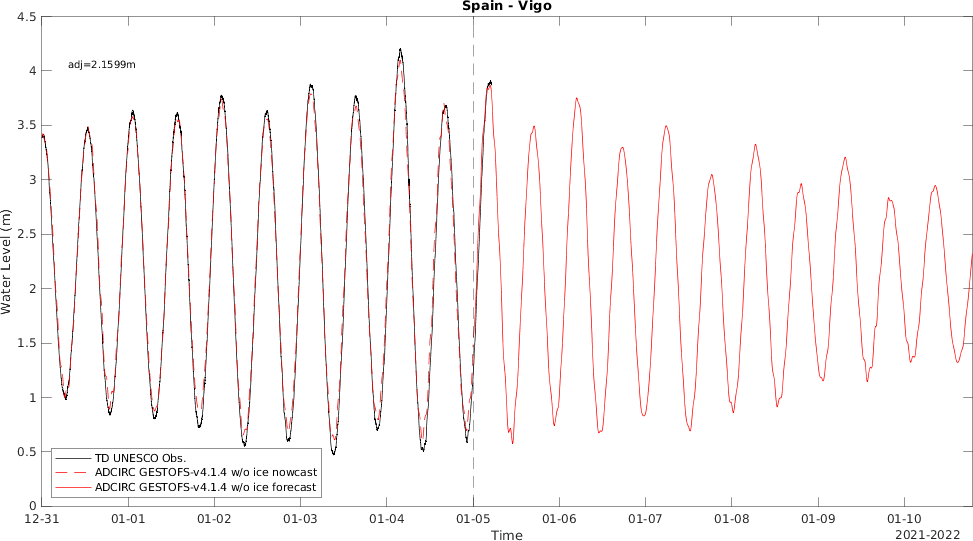 Spain - Vigo
4.5
adj=2.1599m
4
3.5
3
2.5
2
1.5
1
0.5
0
Water Level (m)
TD UNESCO Obs.
ADCIRC GESTOFS-v4.1.4 w/o ice nowcast
ADCIRC GESTOFS-v4.1.4 w/o ice forecast
12-31 01-01 01-02 01-03 01-04 01-05 01-06 01-07 01-08 01-09 01-10
Time
2021-2022